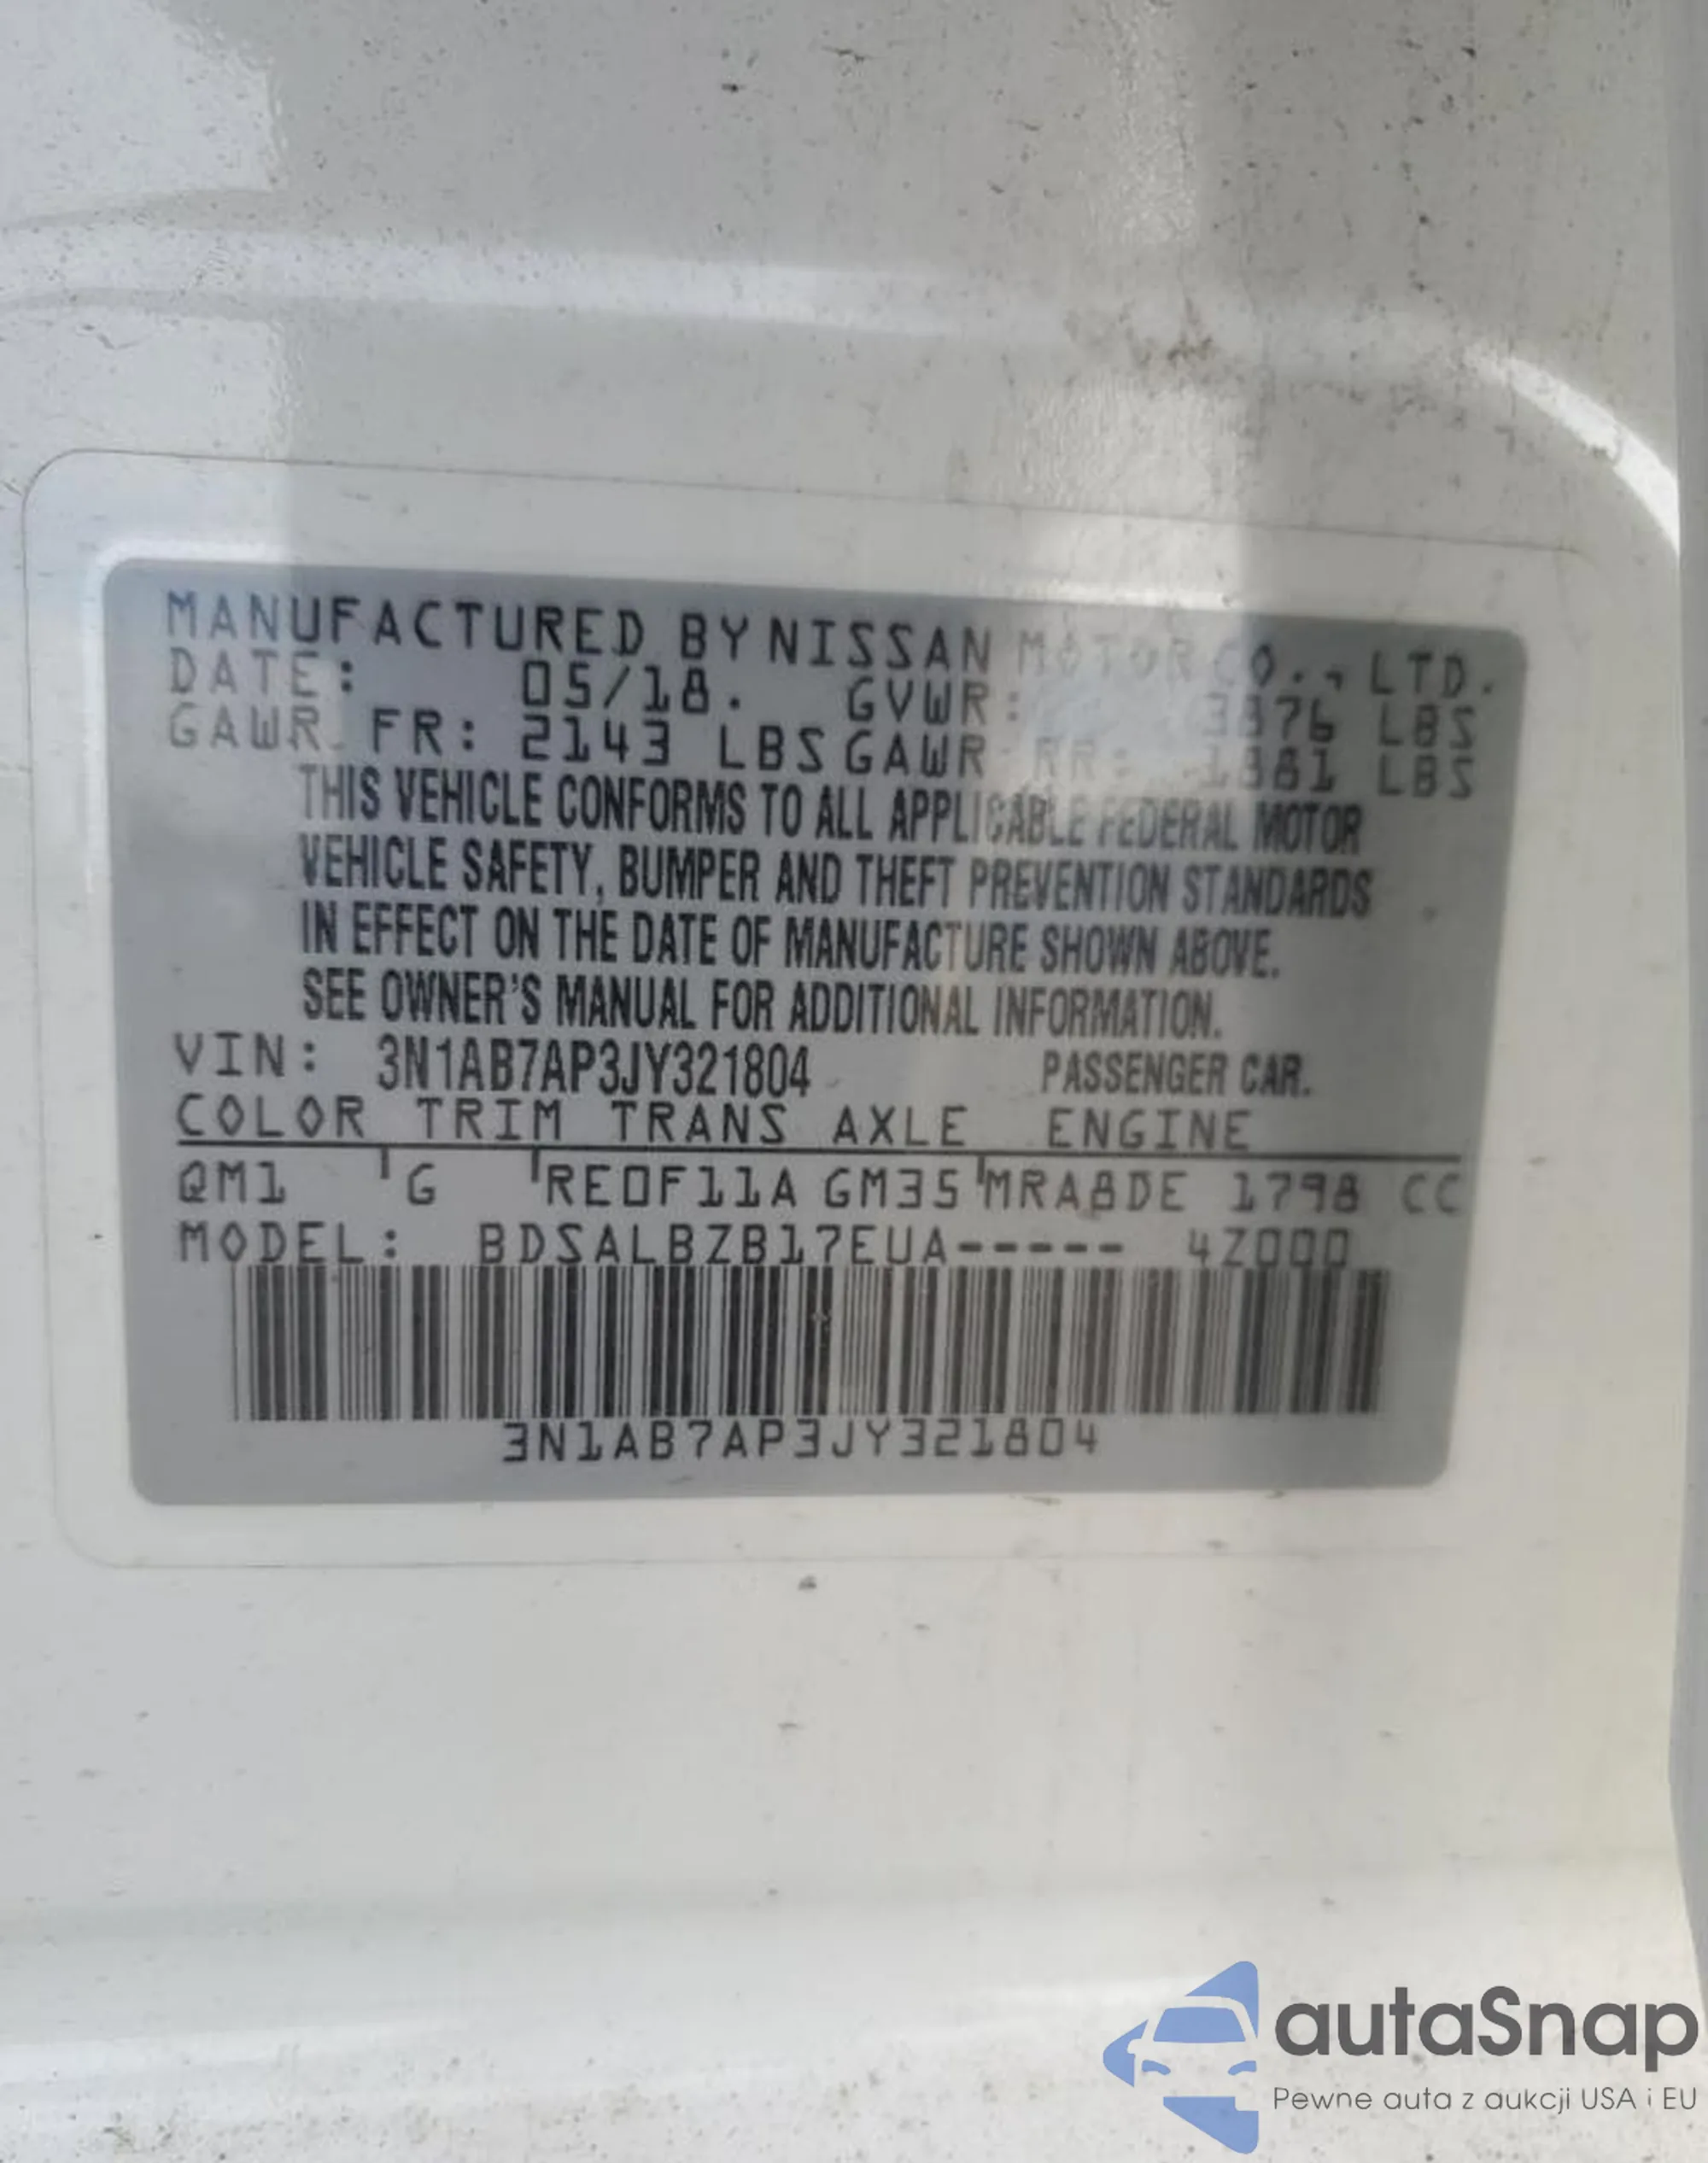 MANUFACTURED BY NISSAN MOTOR CO., LTD.
DATE: 05/18. GVWR: 3376 LBS
GAWR FR: 2143 LBS GAWR RR: LBS
THIS VEHICLE CONFORMS TO ALL APPLICABLE FEDERAL MOTOR
VEHICLE SAFETY, BUMPER AND THEFT PREVENTION STANDARDS
IN EFFECT ON THE DATE OF MANUFACTURE SHOWN ABOVE.
SEE OWNER'S MANUAL FOR ADDITIONAL INFORMATION.
VIN: 3N1AB7AP3JY321804 PASSENGER CAR.
COLOR TRIM TRANS AXLE ENGINE
QM1 G RE0F11A GM35 MRA8DE 1798 CC
MODEL: BDSALBZB17EUA----- 4Z000
3N1AB7AP3JY321804
autaSnap
Pewne auta z aukcji USA i EU